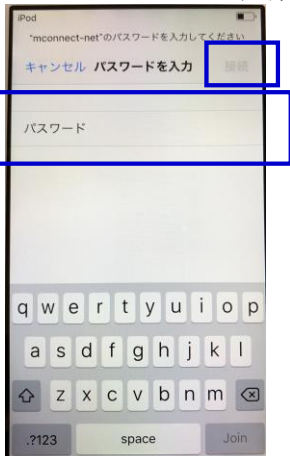 iPod
"mconnect-net"のパスワードを入力してください
キャンセル パスワードを入力 接続
パスワード
q w e r t y u i o p
a s d f g h j k l
z x c v b n m
.?123 space Join